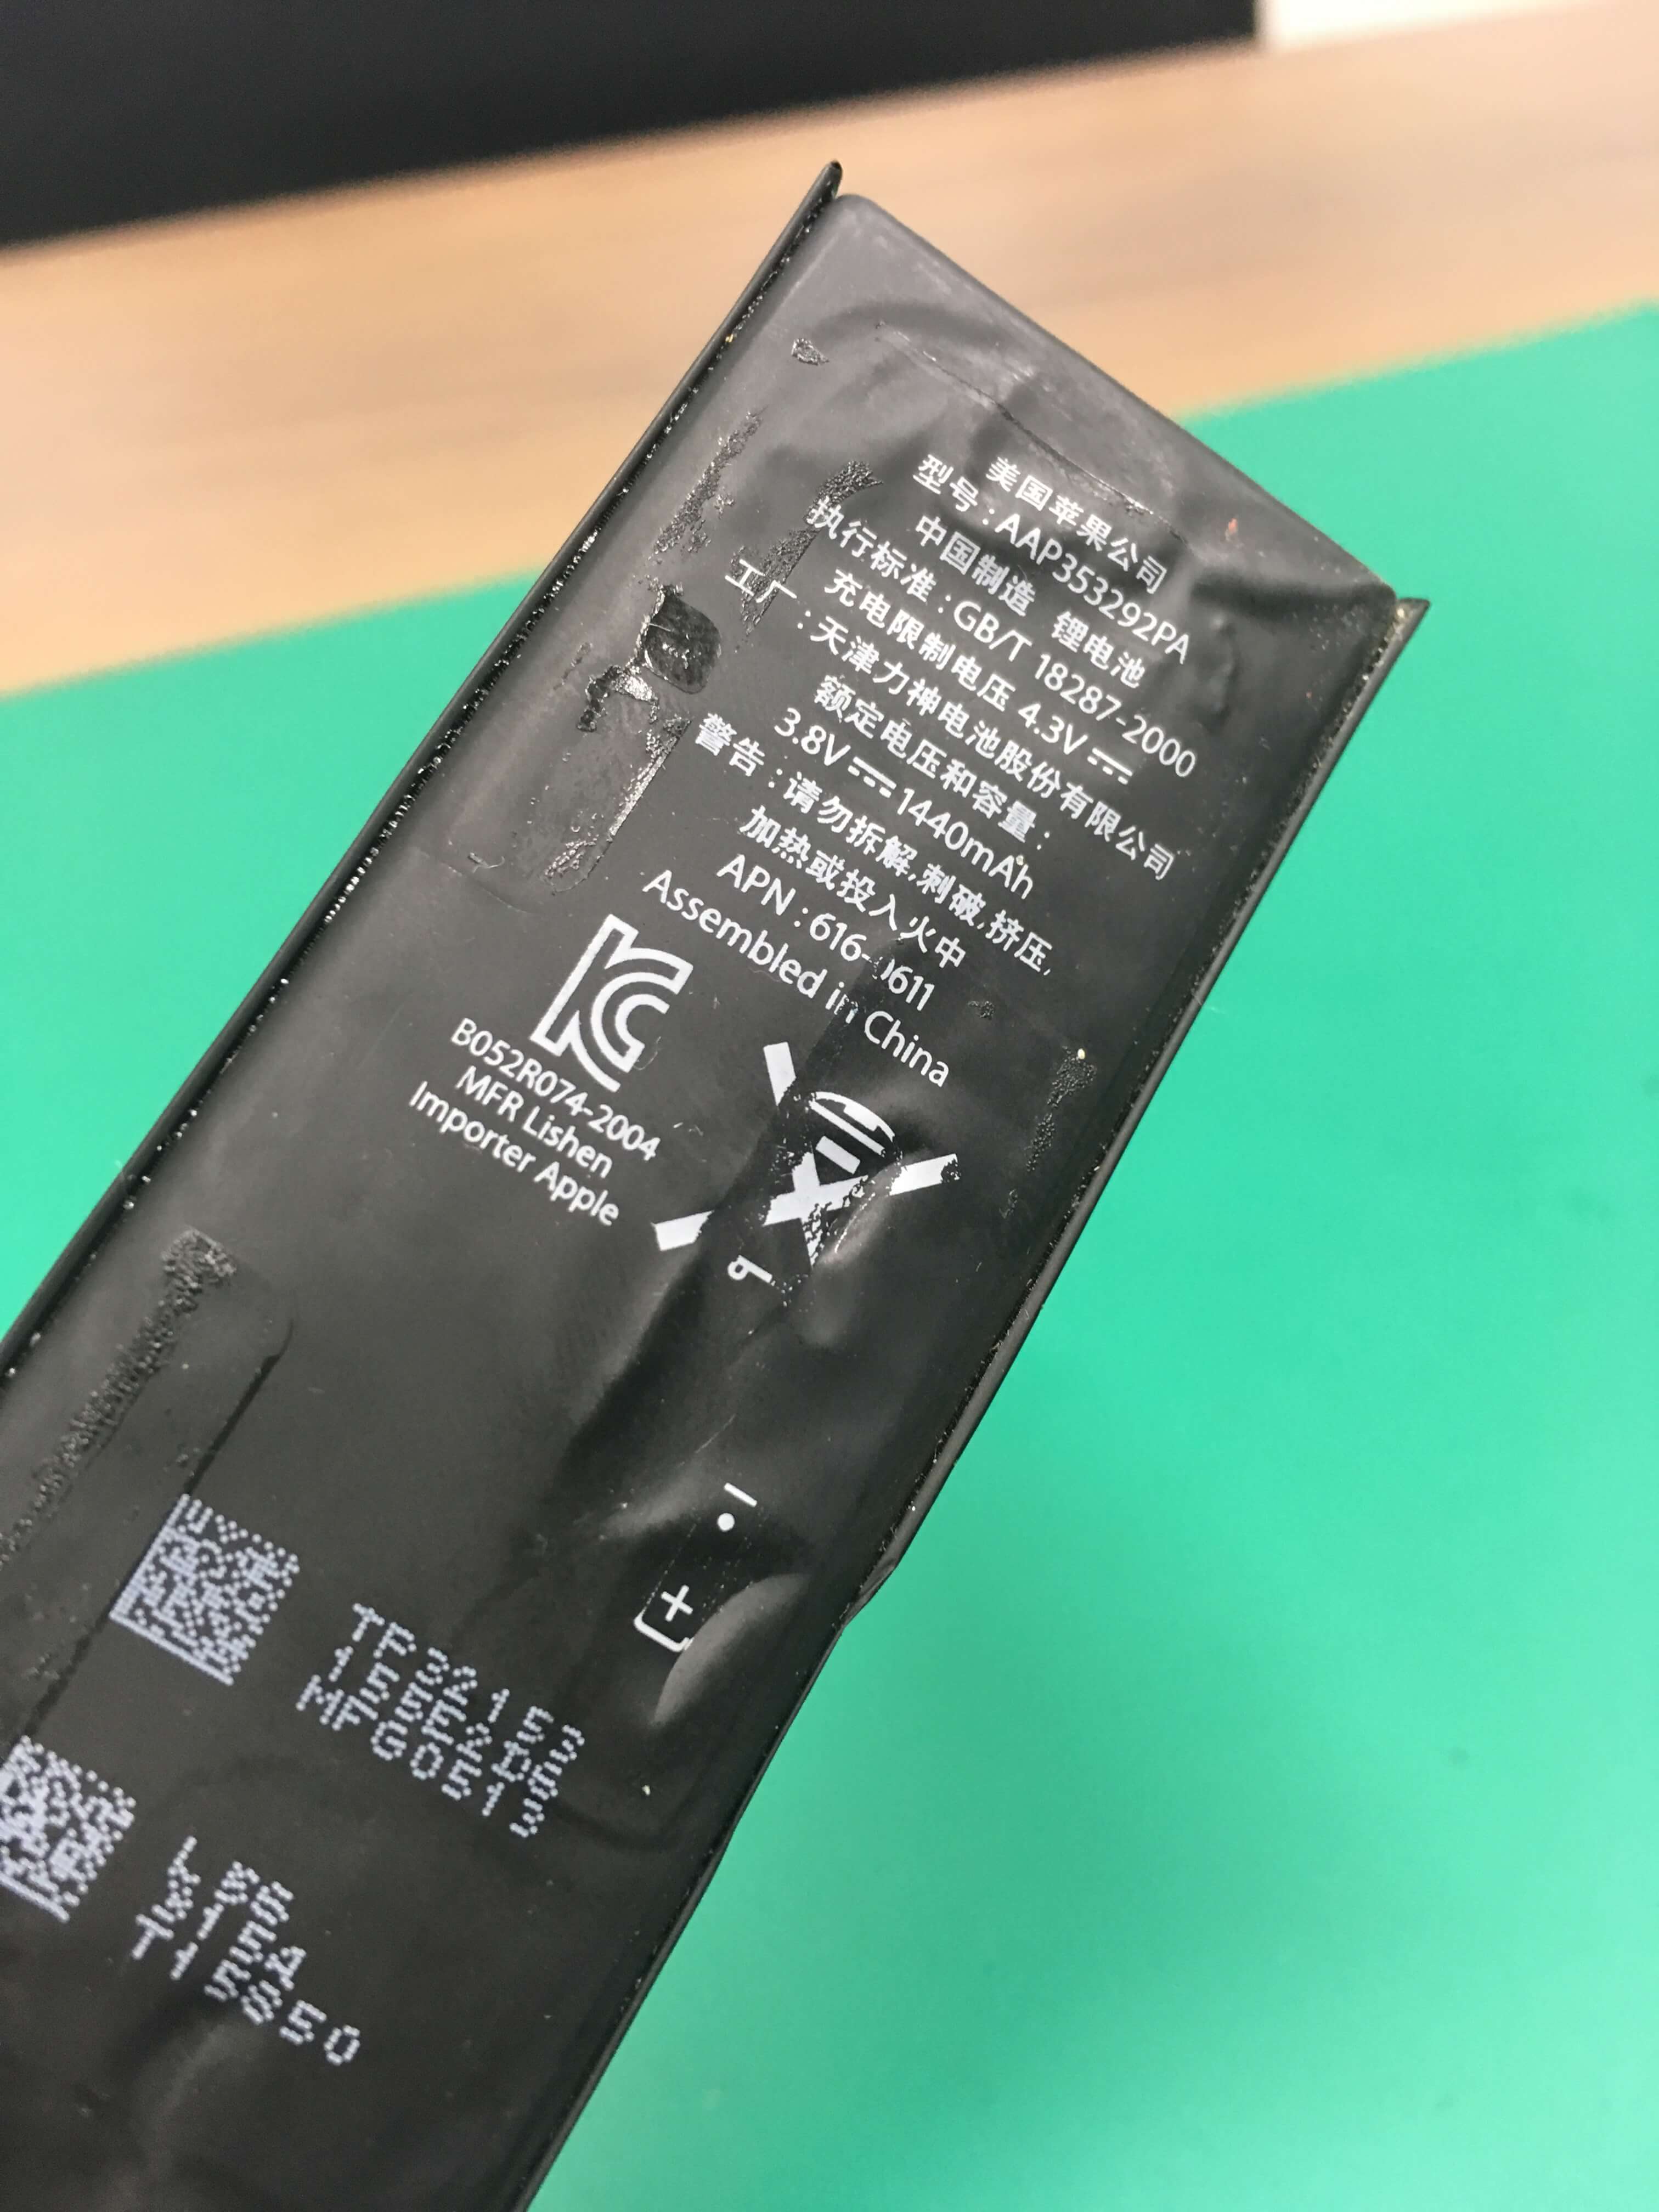 美国苹果公司
型号：AAP353292PA
中国制造 锂电池
执行标准：GB/T 18287-2000
充电限制电压 4.3V
工厂：天津力神电池股份有限公司
额定电压和容量：
3.8V 1440mAh
警告：请勿拆解,刺破,挤压,
加热或投入火中
APN：616-0611
Assembled in China
B052R074-2004
MFR Lishen
Importer Apple
+
MFG0513
T15850